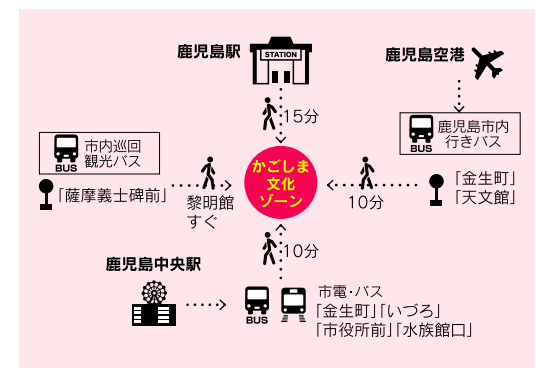 鹿児島駅
STATION
15分
鹿児島空港
BUS
鹿児島市内
行きバス
「金生町」
「天文館」
10分
BUS
市内巡回
観光バス
「薩摩義士碑前」
黎明館
すぐ
かごしま
文化
ゾーン
10分
鹿児島中央駅
BUS
市電・バス
「金生町」「いづろ」
「市役所前」「水族館口」